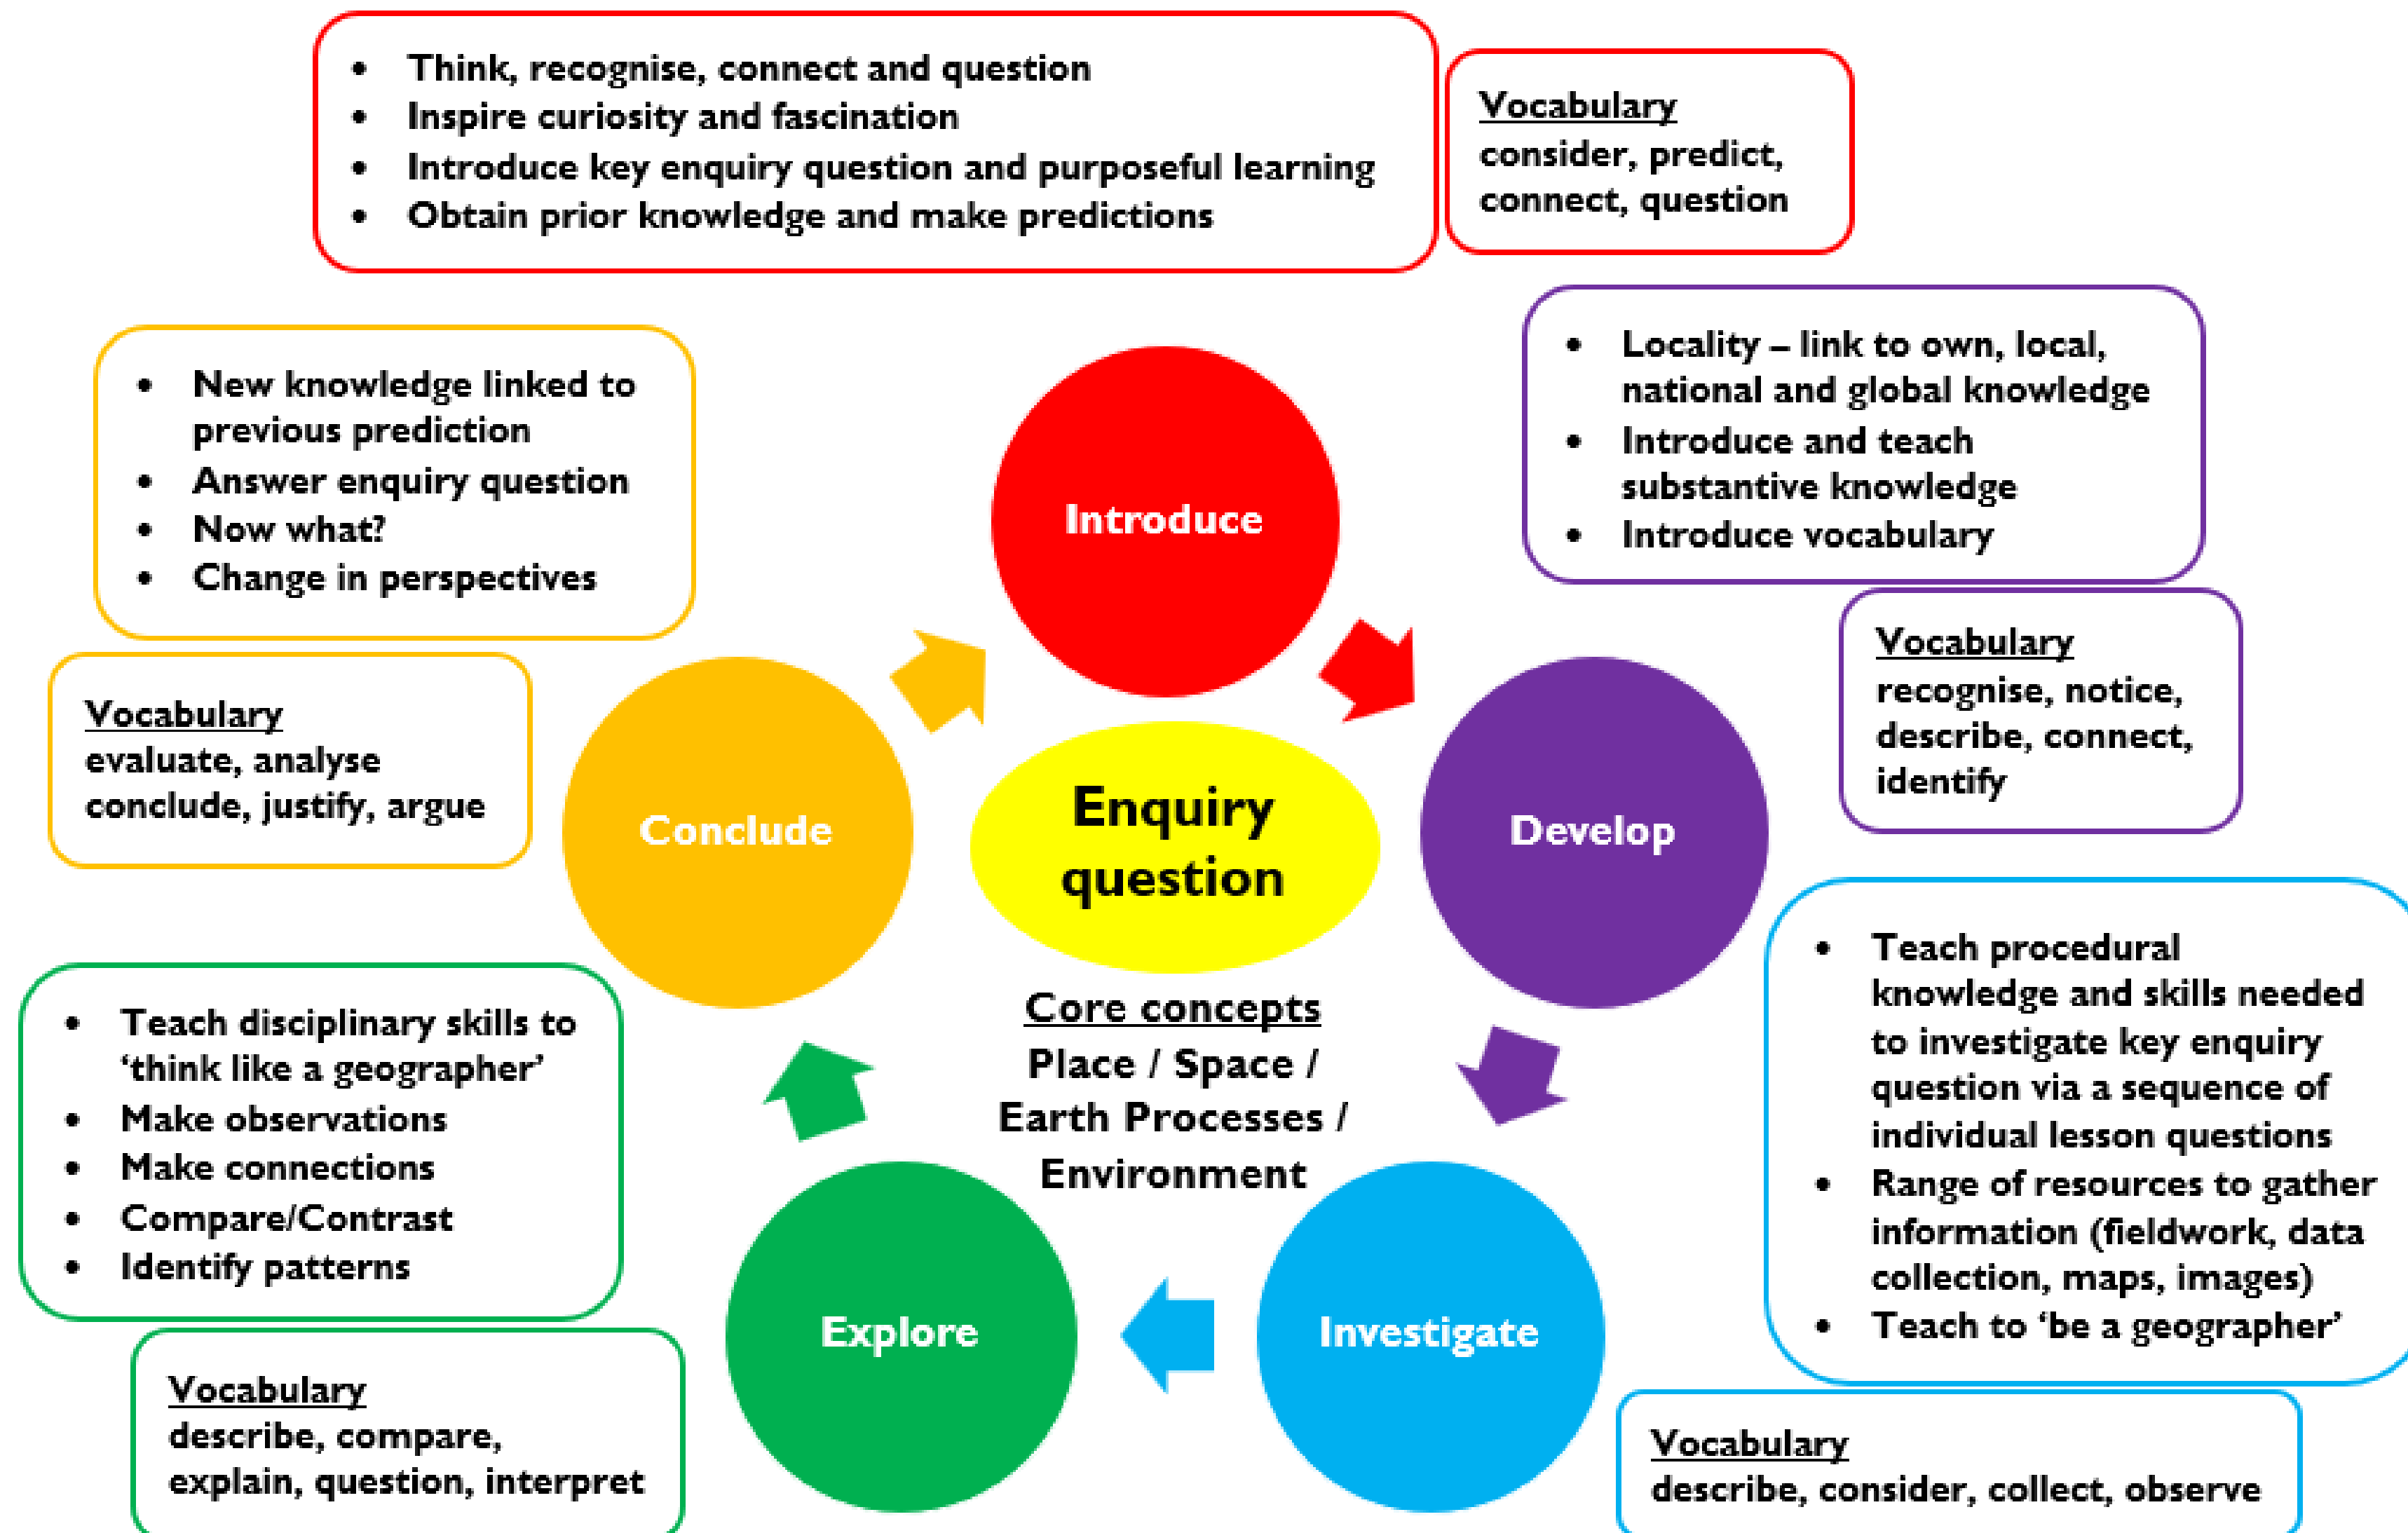 • Think, recognise, connect and question
• Inspire curiosity and fascination
• Introduce key enquiry question and purposeful learning
• Obtain prior knowledge and make predictions
Vocabulary
consider, predict,
connect, question
Introduce
• Locality – link to own, local,
national and global knowledge
• Introduce and teach
substantive knowledge
• Introduce vocabulary
Vocabulary
recognise, notice,
describe, connect,
identify
Develop
• Teach procedural
knowledge and skills needed
to investigate key enquiry
question via a sequence of
individual lesson questions
• Range of resources to gather
information (fieldwork, data
collection, maps, images)
• Teach to ‘be a geographer’
Vocabulary
describe, consider, collect, observe
Investigate
• Teach disciplinary skills to
‘think like a geographer’
• Make observations
• Make connections
• Compare/Contrast
• Identify patterns
Vocabulary
describe, compare,
explain, question, interpret
Explore
• New knowledge linked to
previous prediction
• Answer enquiry question
• Now what?
• Change in perspectives
Vocabulary
evaluate, analyse
conclude, justify, argue
Conclude
Enquiry
question
Core concepts
Place / Space /
Earth Processes /
Environment